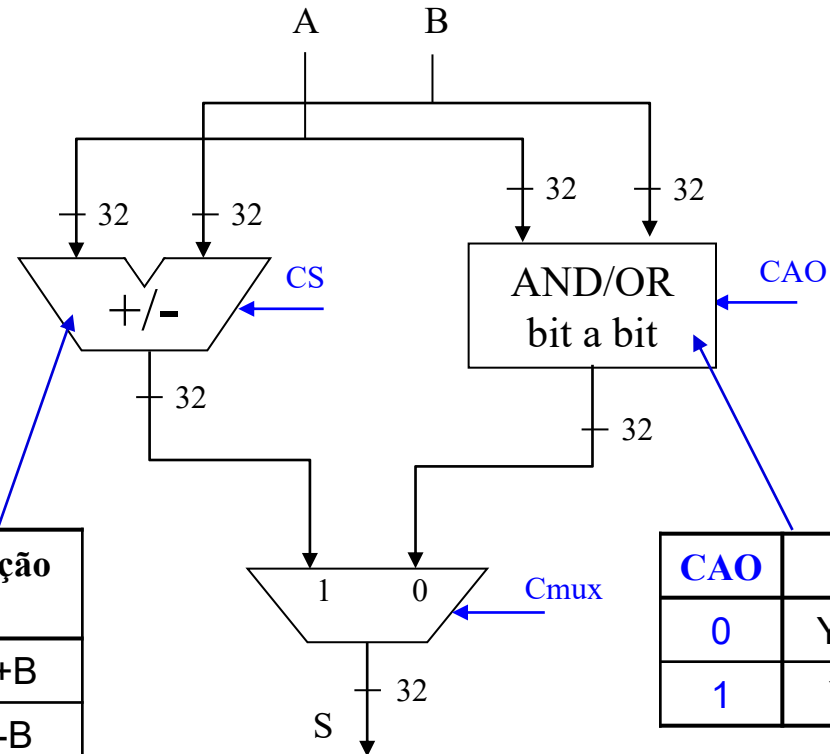 A B
32 32 32 32
+/-
CS
AND/OR
bit a bit
CAO
32
32
1 0
Cmux
32
S
ção
+B
-B
CAO
0 Y
1